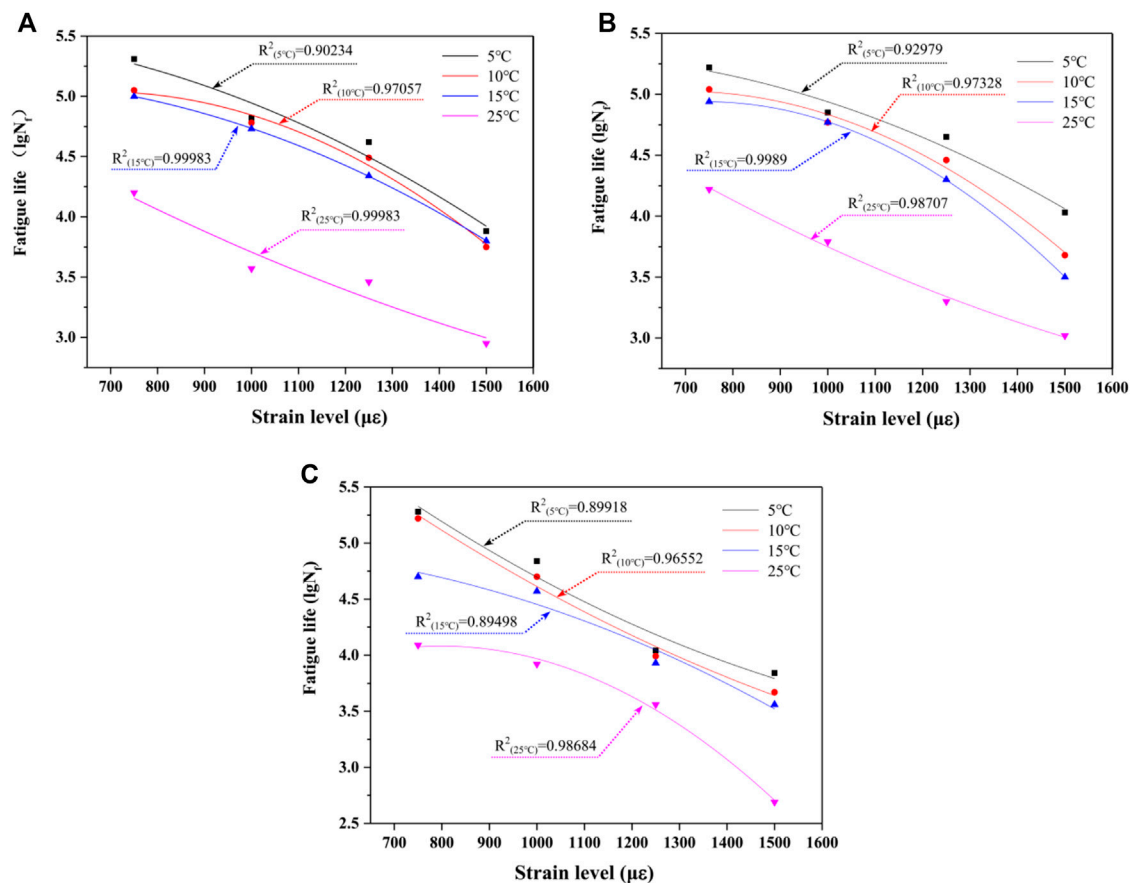 A
R²(5℃)=0.90234
R²(10℃)=0.97057
R²(15℃)=0.99983
R²(25℃)=0.99983
5℃
10℃
15℃
25℃
5.5
5.0
4.5
4.0
3.5
3.0
Fatigue life（lgNf）
700 800 900 1000 1100 1200 1300 1400 1500 1600
Strain level (με)
B
R²(5℃)=0.92979
R²(10℃)=0.97328
R²(15℃)=0.9989
R²(25℃)=0.98707
5℃
10℃
15℃
25℃
5.5
5.0
4.5
4.0
3.5
3.0
Fatigue life (lgNf)
700 800 900 1000 1100 1200 1300 1400 1500 1600
Strain level (με)
C
R²(5℃)=0.89918
R²(10℃)=0.96552
R²(15℃)=0.89498
R²(25℃)=0.98684
5℃
10℃
15℃
25℃
5.5
5.0
4.5
4.0
3.5
3.0
2.5
Fatigue life (lgNf)
700 800 900 1000 1100 1200 1300 1400 1500 1600
Strain level (με)